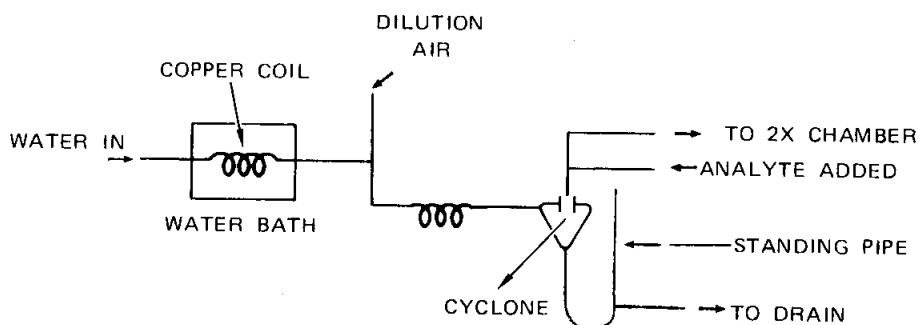 DILUTION
AIR
COPPER COIL
WATER IN
TO 2X CHAMBER
ANALYTE ADDED
WATER BATH
STANDING PIPE
CYCLONE
TO DRAIN